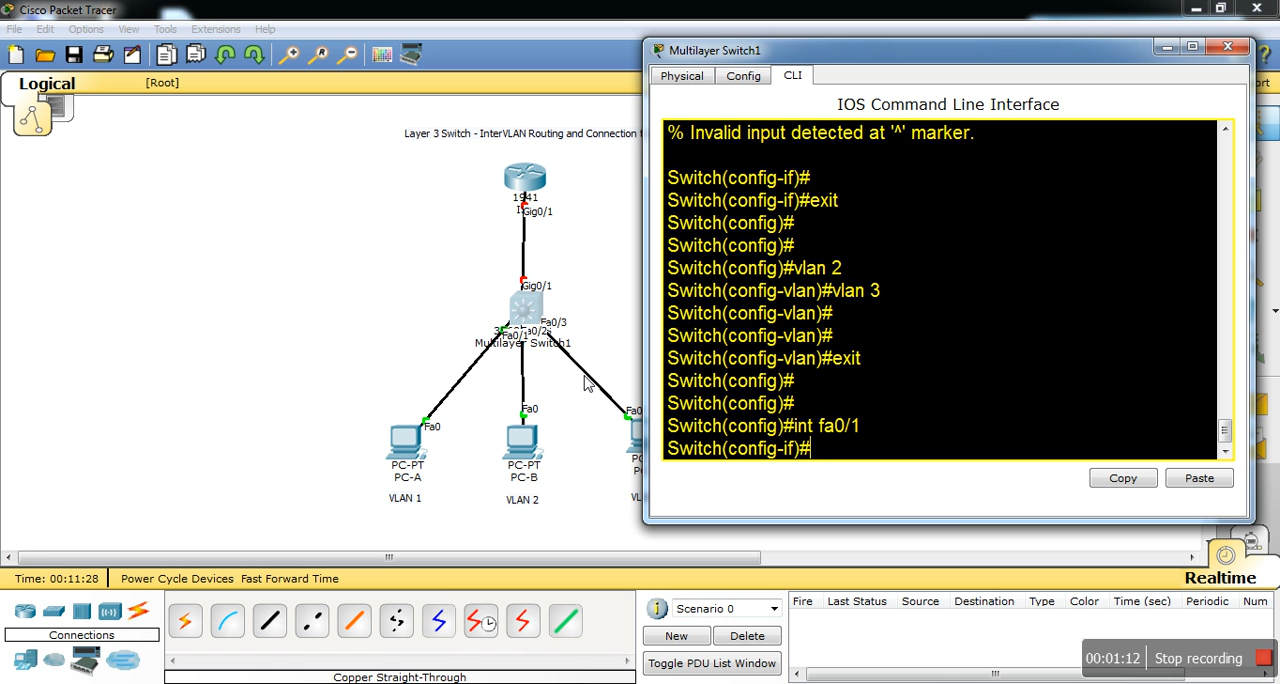 Cisco Packet Tracer
File Edit Options View Tools Extensions Help
Logical [Root]
Layer 3 Switch - InterVLAN Routing and Connection
1941
Gig0/1
Gig0/1
Fa0/3
Fa0/1 Fa0/2
Multilayer Switch1
Fa0 Fa0 Fa0
PC-PT PC-PT
PC-A PC-B
VLAN 1 VLAN 2
Multilayer Switch1
Physical Config CLI
IOS Command Line Interface
% Invalid input detected at '^' marker.
Switch(config-if)#
Switch(config-if)#exit
Switch(config)#
Switch(config)#
Switch(config)#vlan 2
Switch(config-vlan)#vlan 3
Switch(config-vlan)#
Switch(config-vlan)#
Switch(config-vlan)#exit
Switch(config)#
Switch(config)#
Switch(config)#int fa0/1
Switch(config-if)#
Copy Paste
Time: 00:11:28 Power Cycle Devices Fast Forward Time
Realtime
Connections
Copper Straight-Through
Scenario 0
New Delete
Toggle PDU List Window
Fire Last Status Source Destination Type Color Time (sec) Periodic Num
00:01:12 Stop recording